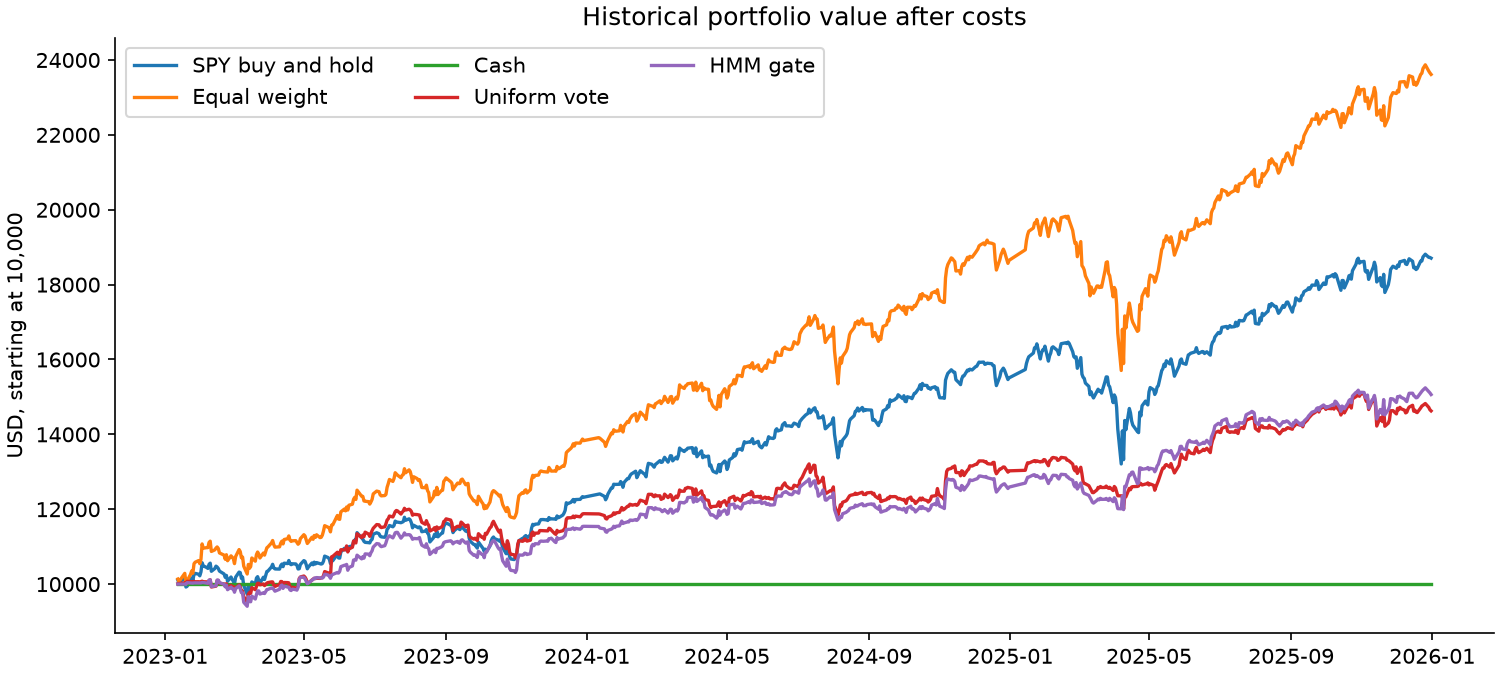 Historical portfolio value after costs
SPY buy and hold
Equal weight
Cash
Uniform vote
HMM gate
USD, starting at 10,000
24000
22000
20000
18000
16000
14000
12000
10000
2023-01
2023-05
2023-09
2024-01
2024-05
2024-09
2025-01
2025-05
2025-09
2026-01